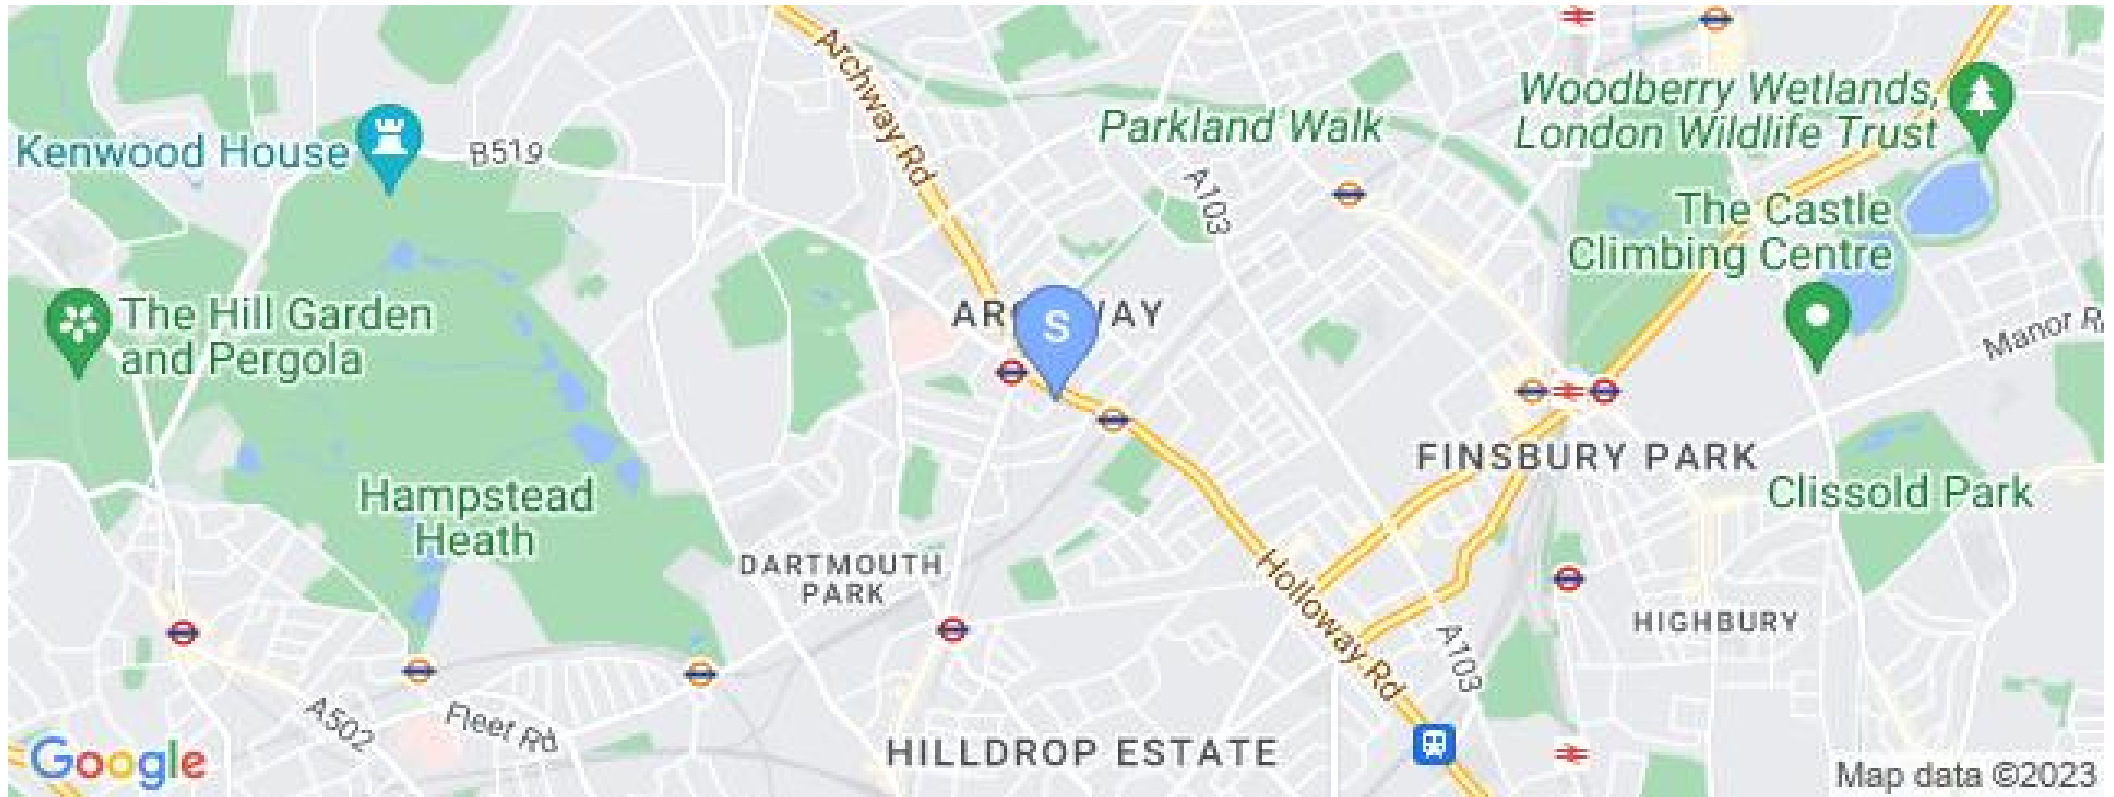 Archway Rd
Kenwood House
B519
Parkland Walk
Woodberry Wetlands,
London Wildlife Trust
A103
The Castle
Climbing Centre
The Hill Garden
and Pergola
S
Manor
FINSBURY PARK
Hampstead
Heath
Clissold Park
DARTMOUTH
PARK
Holloway Rd
HIGHBURY
A103
A502
Fleet Rd
HILLDROP ESTATE
Google
Map data ©2023